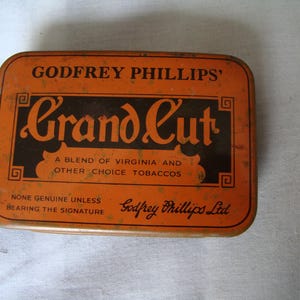 GODFREY PHILLIPS'
Grand Cut
A BLEND OF VIRGINIA AND
OTHER CHOICE TOBACCOS
NONE GENUINE UNLESS
BEARING THE SIGNATURE
Godfrey Phillips Ltd